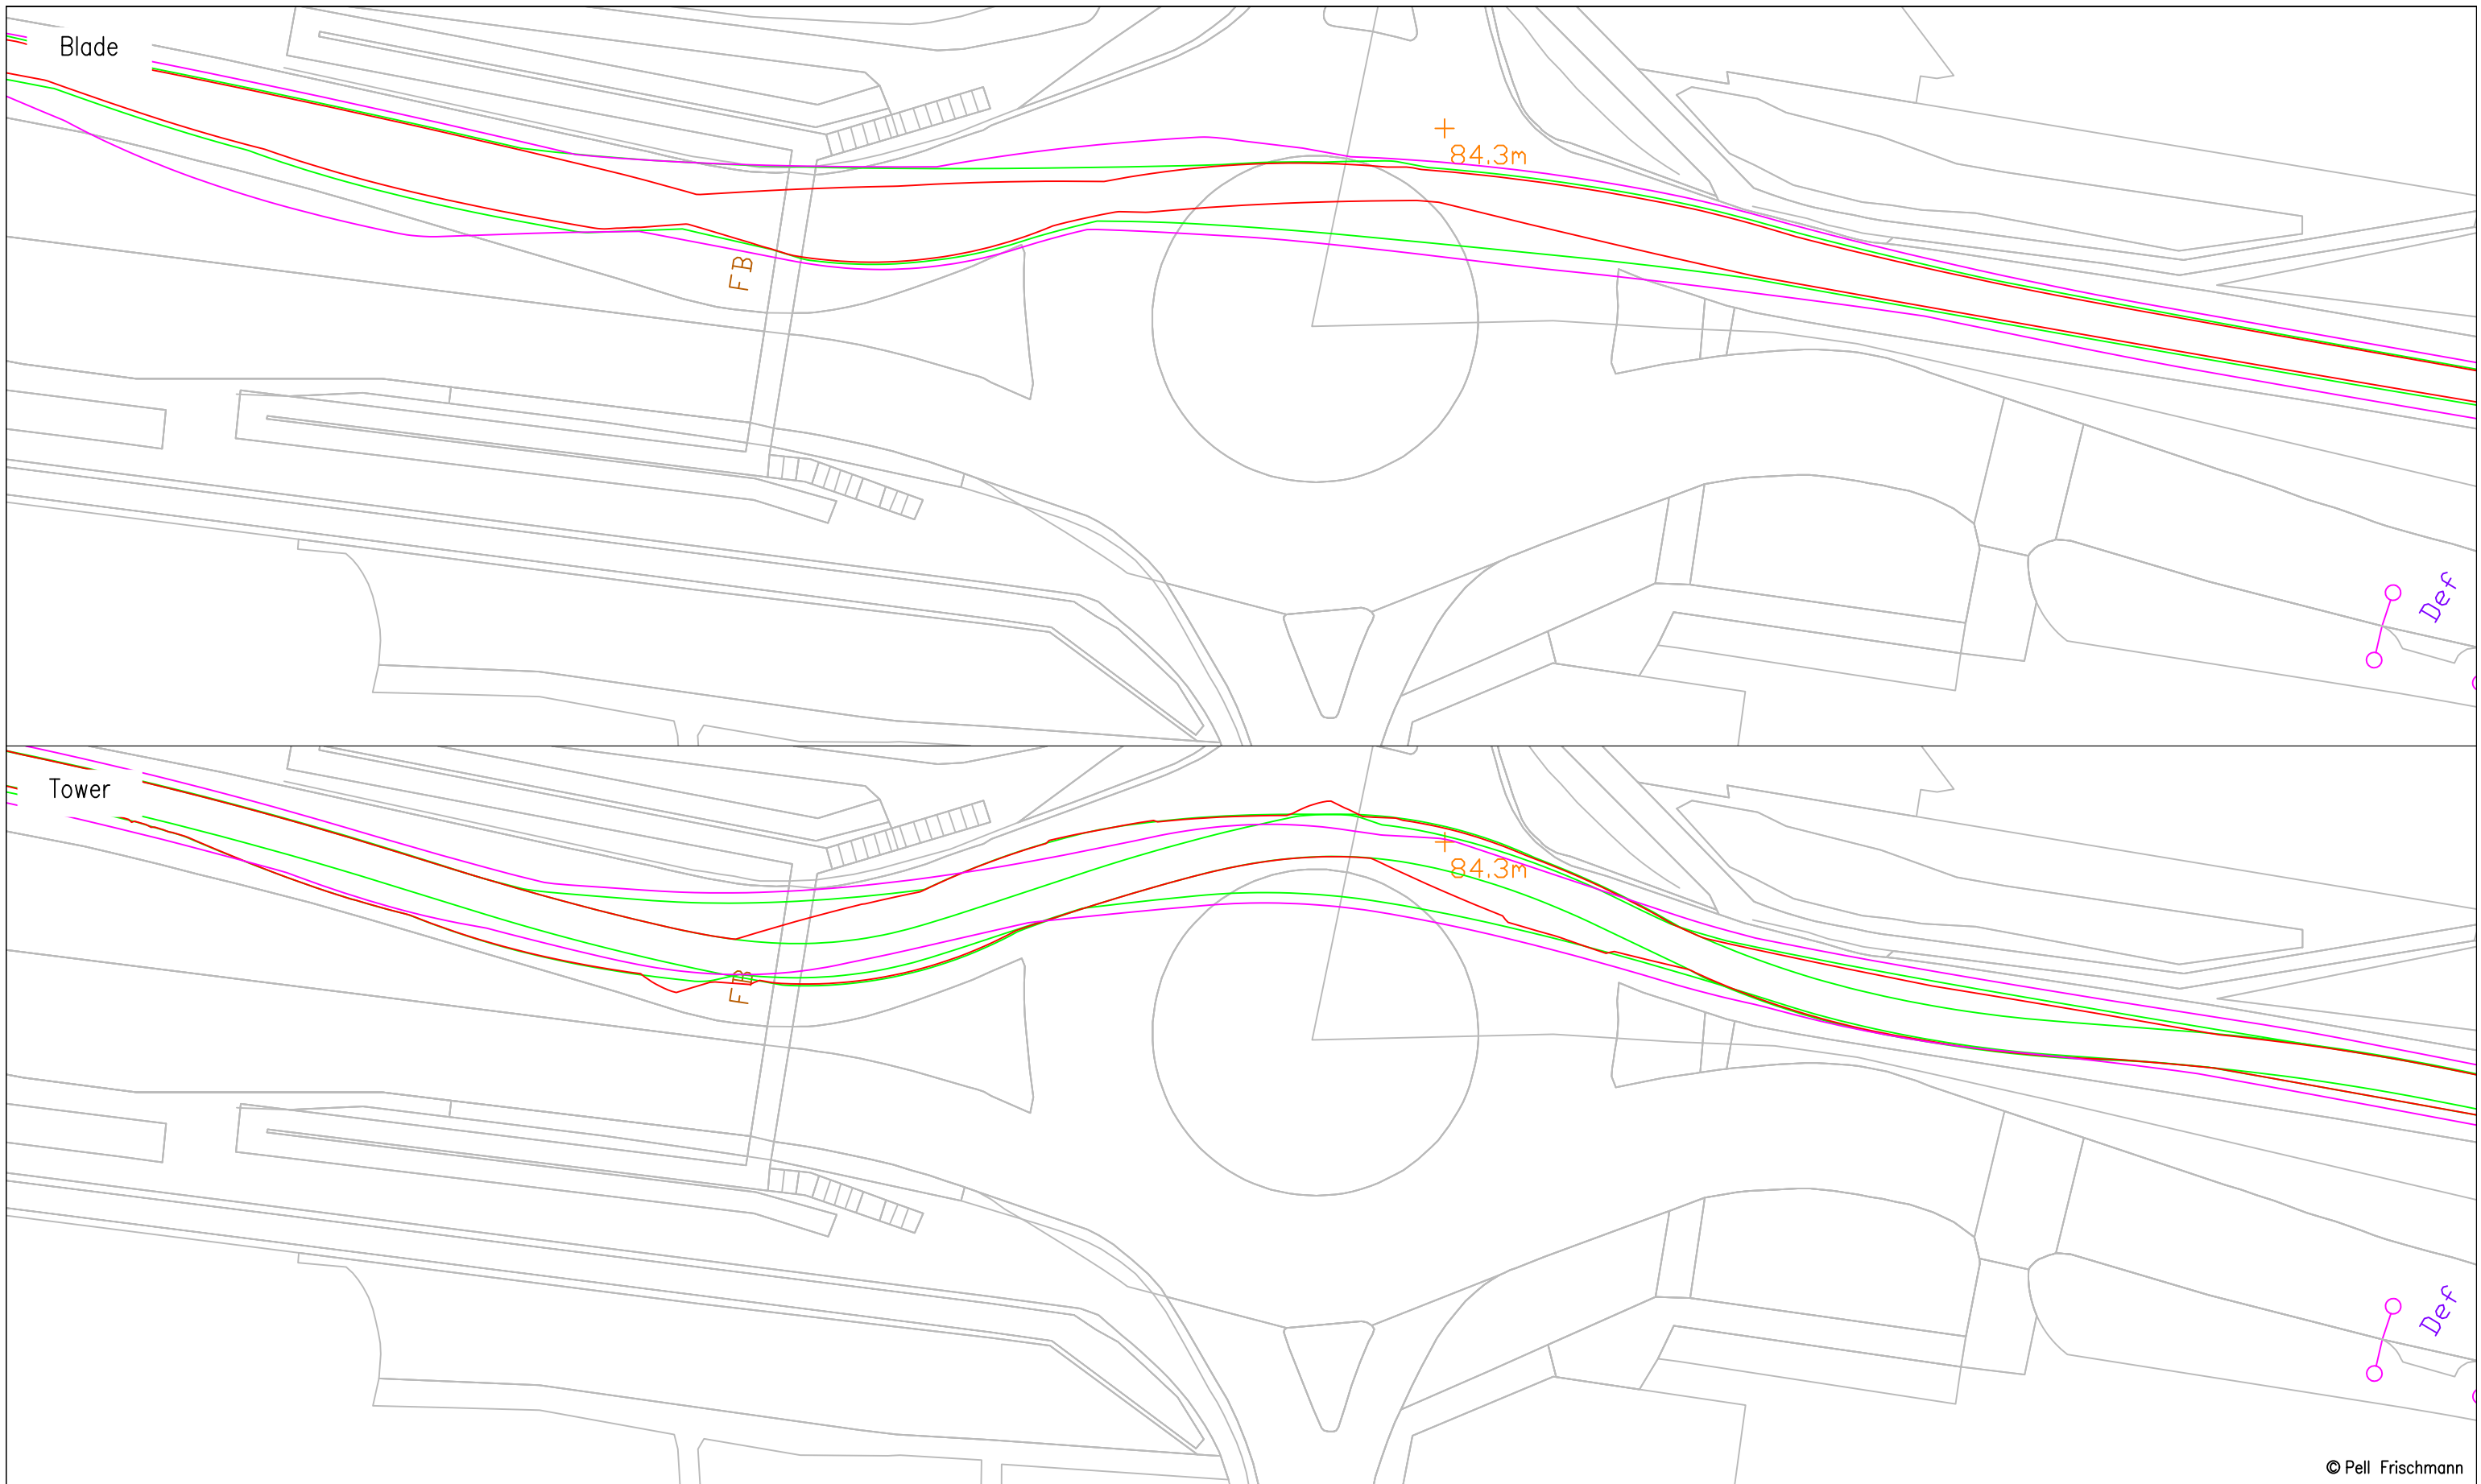 Blade
84.3m
FB
Def
Tower
84.3m
FB
Def
© Pell Frischmann